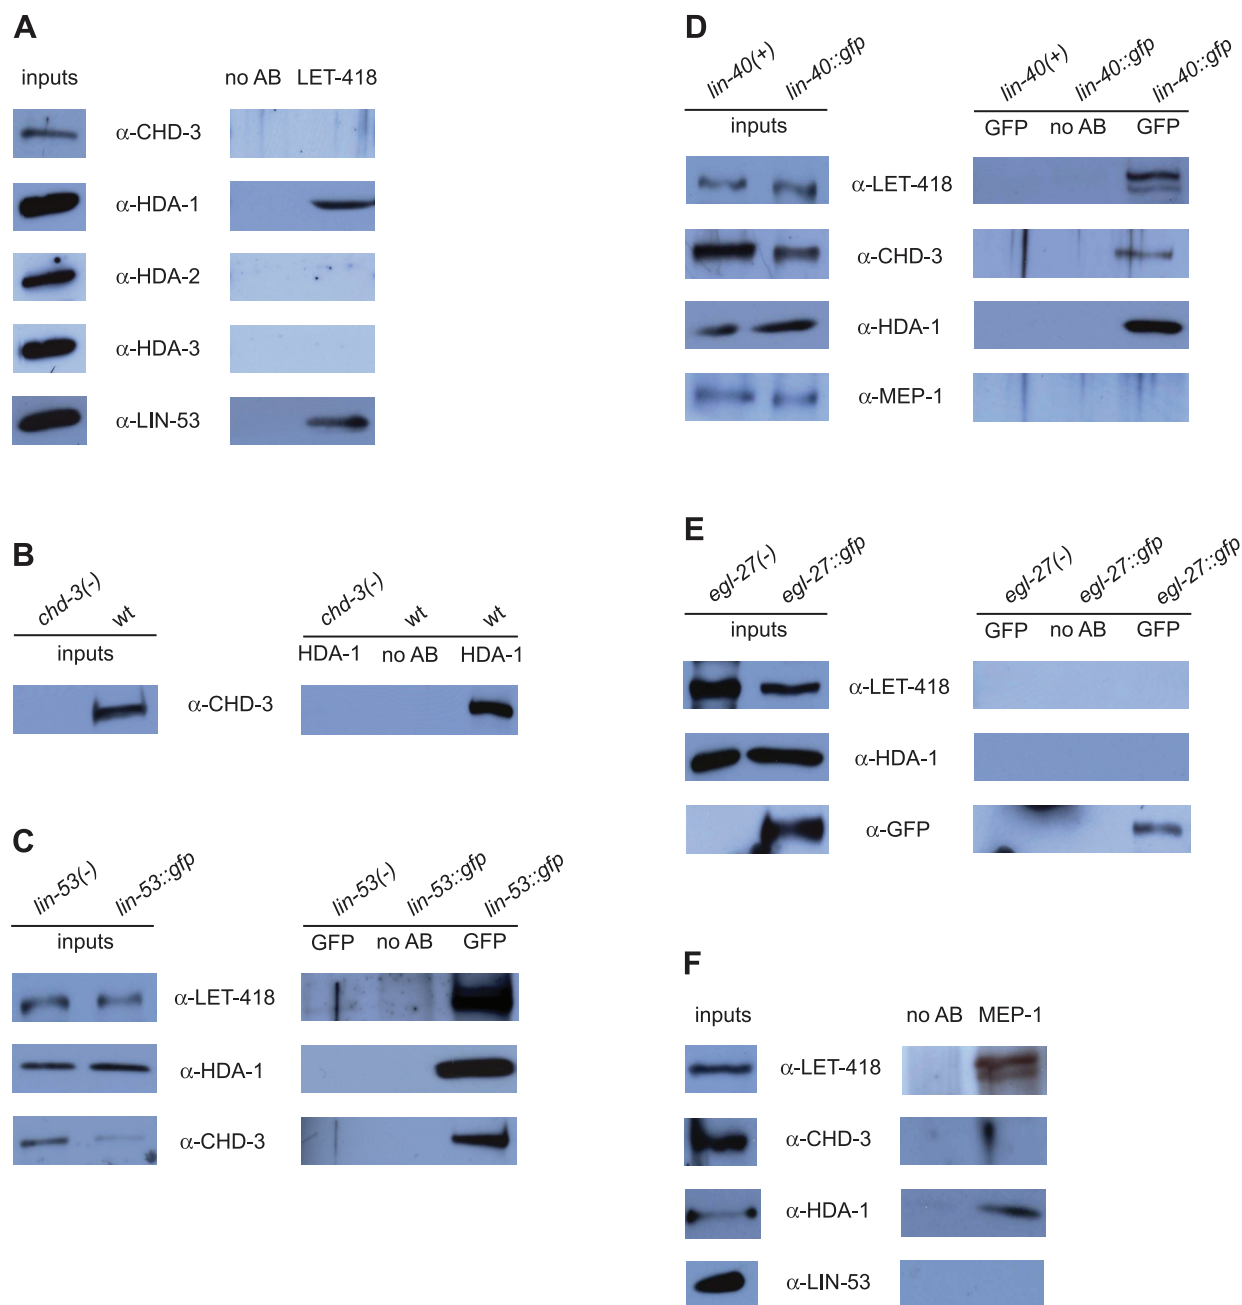 A
inputs
no AB LET-418
α-CHD-3
α-HDA-1
α-HDA-2
α-HDA-3
α-LIN-53
B
chd-3(-) wt
chd-3(-) wt wt
inputs
HDA-1 no AB HDA-1
α-CHD-3
C
lin-53(-) lin-53::gfp
lin-53(-) lin-53::gfp lin-53::gfp
inputs
GFP no AB GFP
α-LET-418
α-HDA-1
α-CHD-3
D
lin-40(+) lin-40::gfp
lin-40(+) lin-40::gfp lin-40::gfp
inputs
GFP no AB GFP
α-LET-418
α-CHD-3
α-HDA-1
α-MEP-1
E
egl-27(-) egl-27::gfp
egl-27(-) egl-27::gfp egl-27::gfp
inputs
GFP no AB GFP
α-LET-418
α-HDA-1
α-GFP
F
inputs
no AB MEP-1
α-LET-418
α-CHD-3
α-HDA-1
α-LIN-53